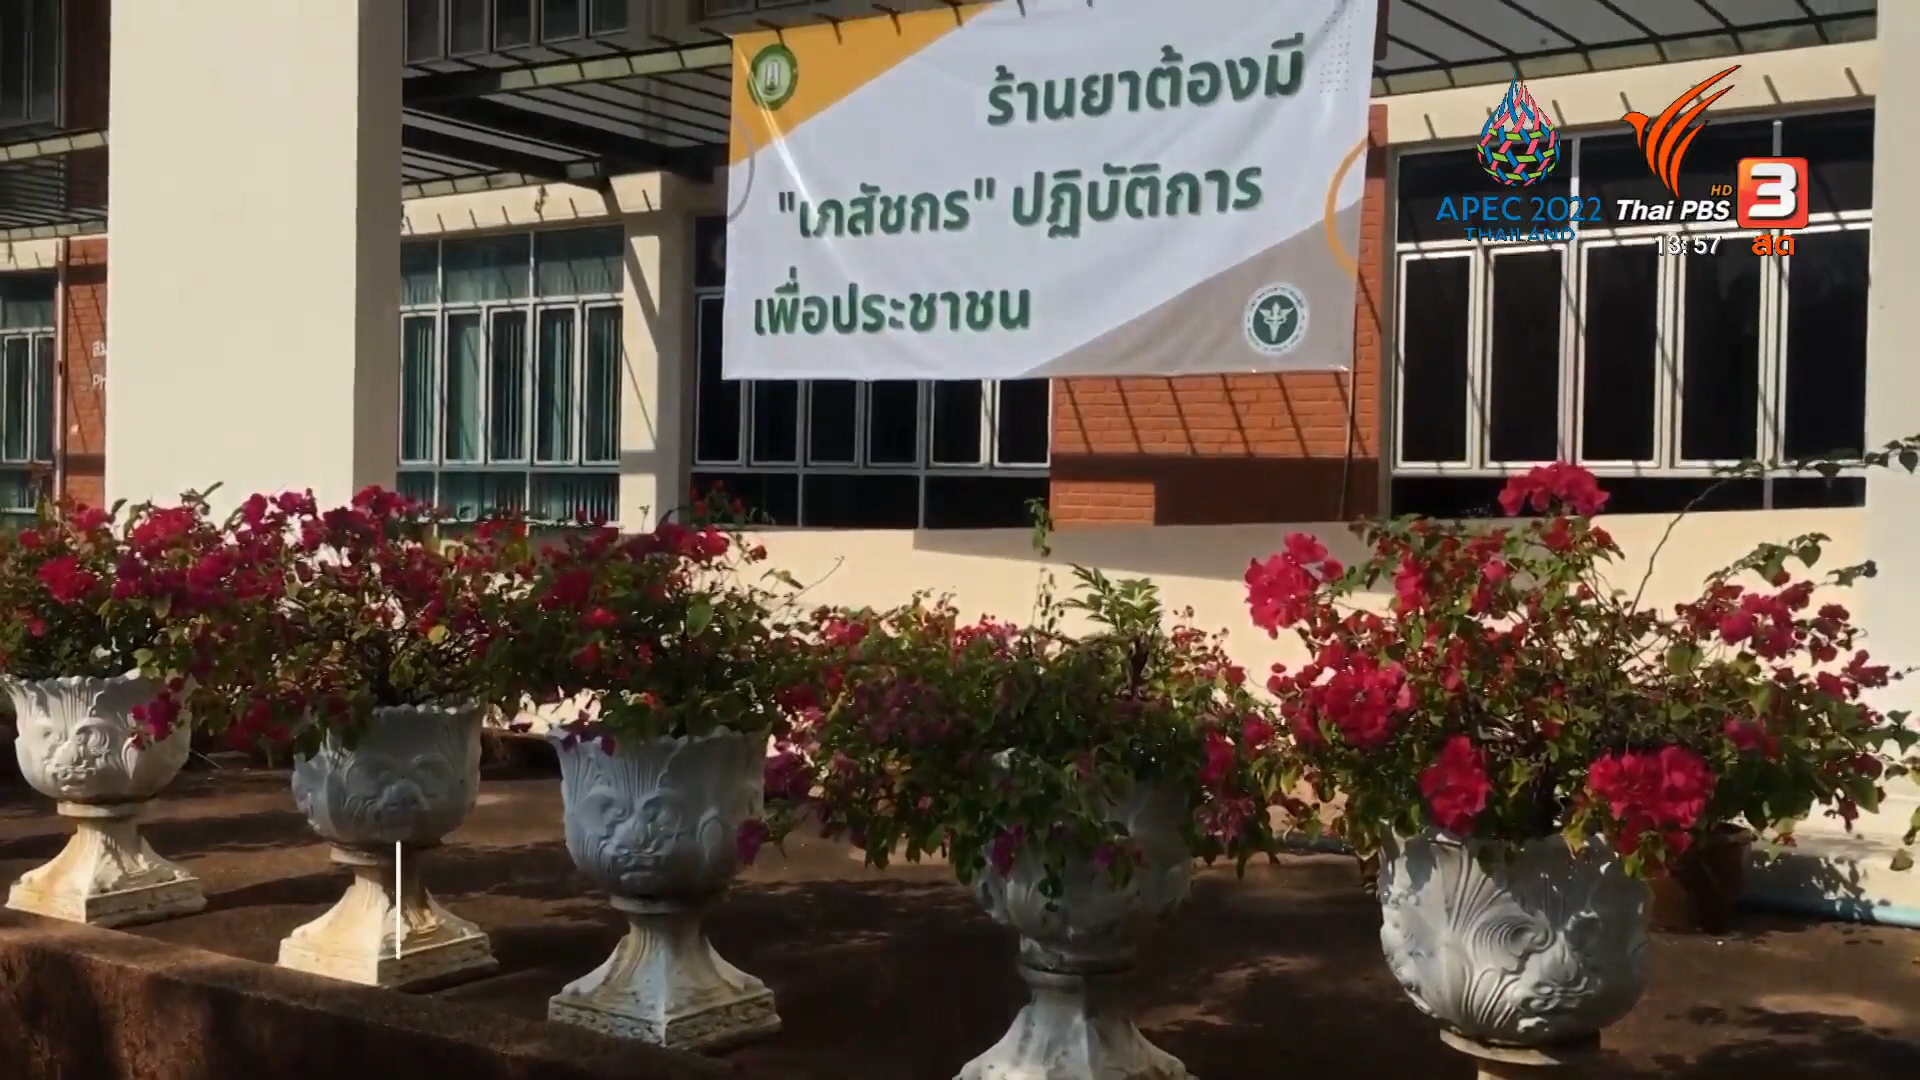 ร้านยาต้องมี
"เภสัชกร" ปฏิบัติการ
เพื่อประชาชน
APEC 2022
THAILAND
Thai PBS
HD
3
13:57
สด